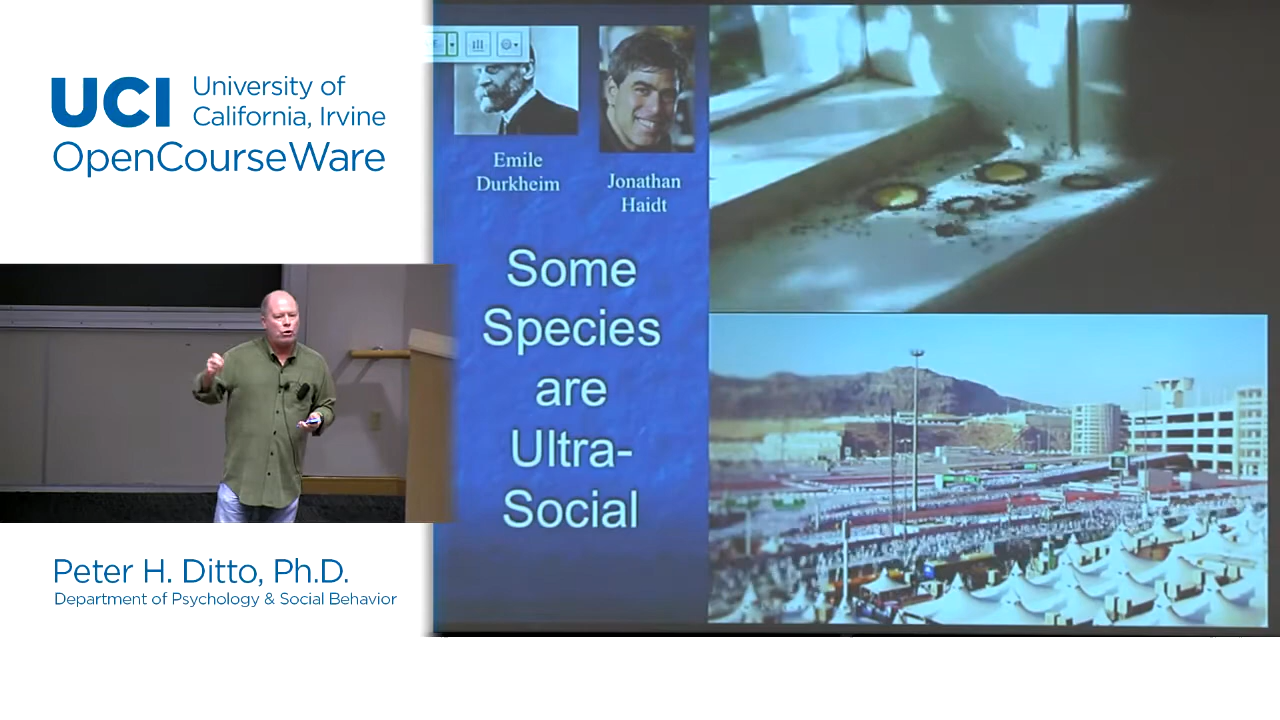 UCI
University of
California, Irvine
OpenCourseWare
Emile
Durkheim
Jonathan
Haidt
Some
Species
are
Ultra-
Social
Peter H. Ditto, Ph.D.
Department of Psychology & Social Behavior